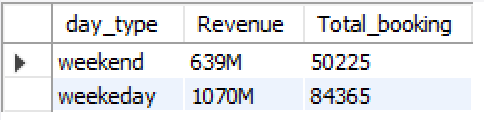 day_type Revenue Total_booking
weekend 639M 50225
weekeday 1070M 84365